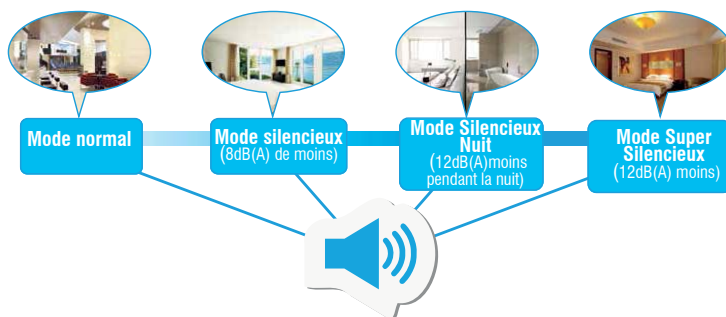 Mode normal
Mode silencieux
(8dB(A) de moins)
Mode Silencieux
Nuit
(12dB(A)moins
pendant la nuit)
Mode Super
Silencieux
(12dB(A) moins)